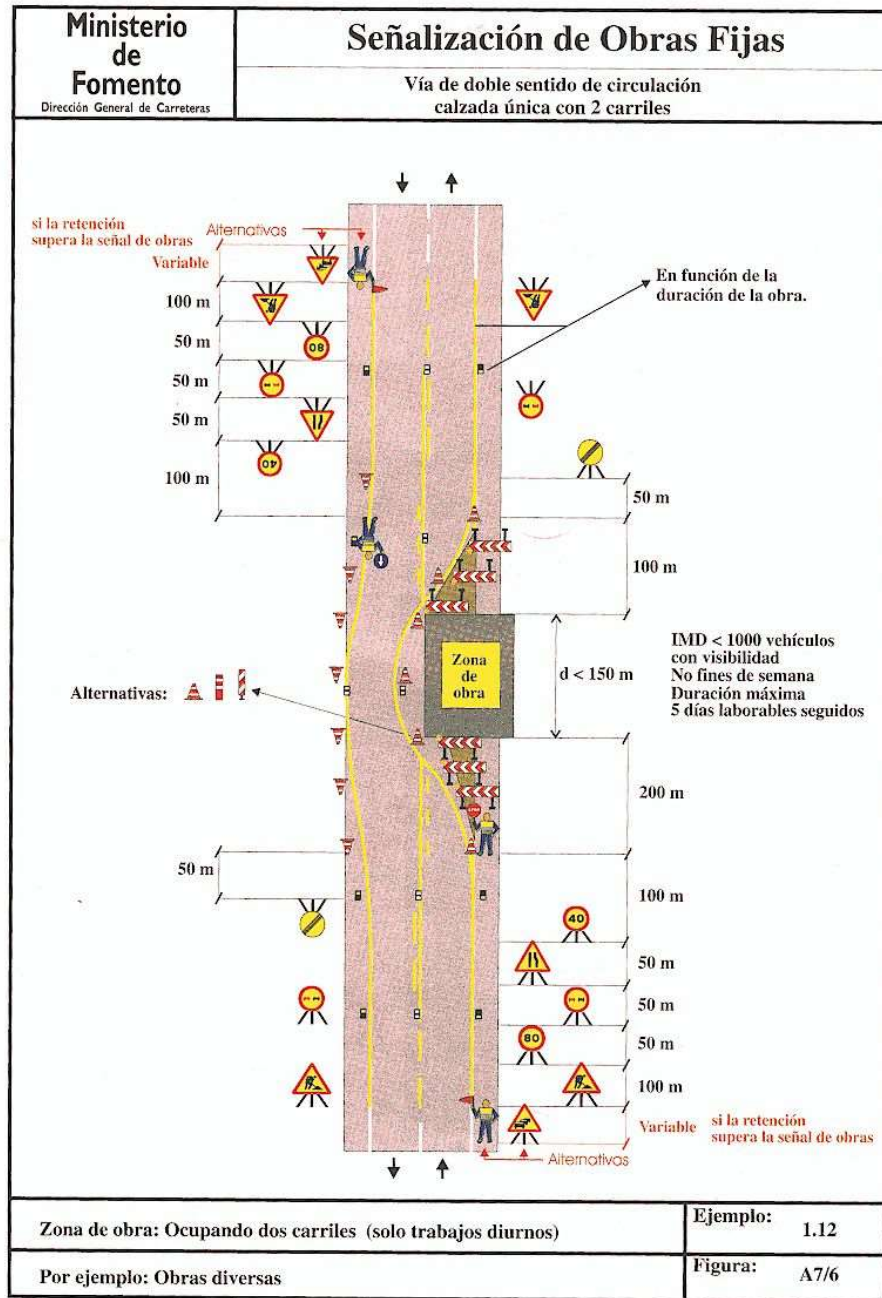 Ministerio
de
Fomento
Dirección General de Carreteras
Señalización de Obras Fijas
Vía de doble sentido de circulación
calzada única con 2 carriles
si la retención
supera la señal de obras
Alternativas
Variable
100 m
50 m
50 m
50 m
100 m
80
40
En función de la
duración de la obra.
50 m
100 m
Zona
de
obra
d < 150 m
IMD < 1000 vehículos
con visibilidad
No fines de semana
Duración máxima
5 días laborables seguidos
Alternativas:
200 m
STOP
50 m
100 m
40
50 m
50 m
80
50 m
100 m
Variable
si la retención
supera la señal de obras
Alternativas
Zona de obra: Ocupando dos carriles (solo trabajos diurnos)
Ejemplo: 1.12
Por ejemplo: Obras diversas
Figura: A7/6